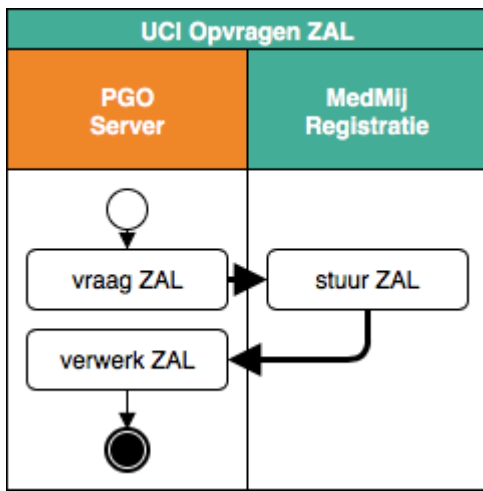 UCI Opvragen ZAL
PGO
Server
MedMij
Registratie
vraag ZAL
stuur ZAL
verwerk ZAL